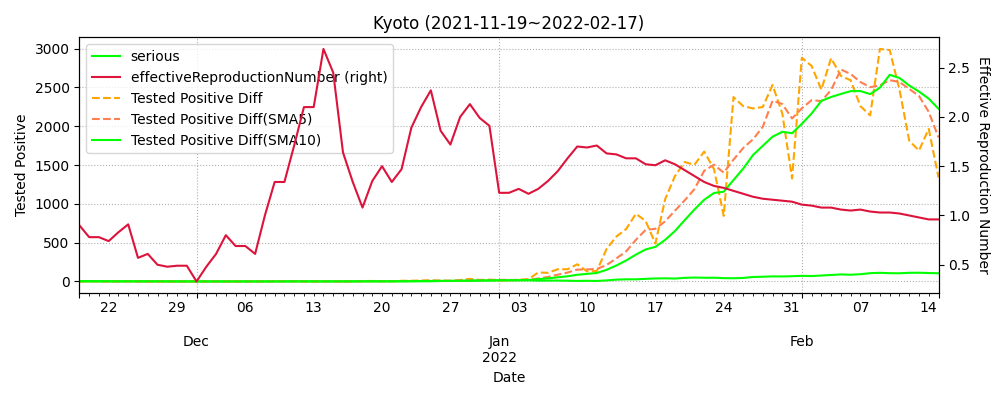 Kyoto (2021-11-19~2022-02-17)
serious
effectiveReproductionNumber (right)
Tested Positive Diff
Tested Positive Diff(SMA5)
Tested Positive Diff(SMA10)
Tested Positive
3000
2500
2000
1500
1000
500
0
2.5
2.0
1.5
1.0
0.5
Effective Reproduction Number
22 29 06 13 20 27 03 10 17 24 31 07 14
Dec Jan Feb
2022
Date